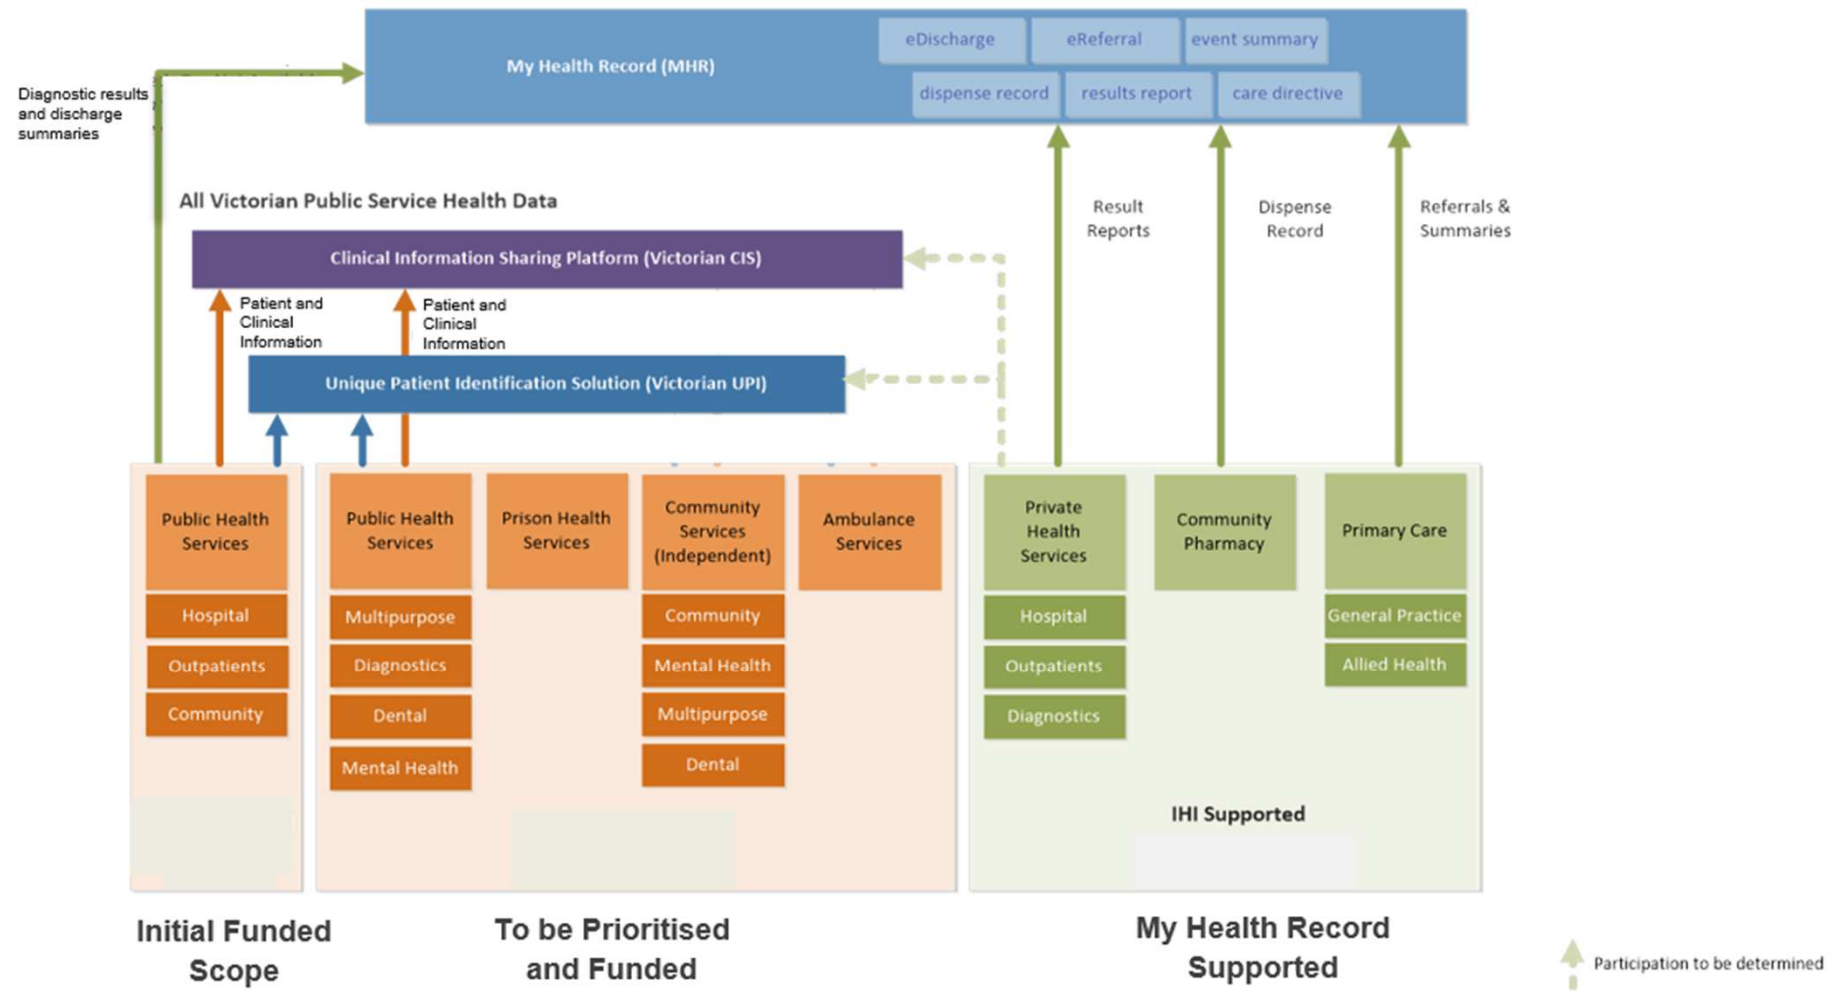 My Health Record (MHR)
eDischarge
eReferral
event summary
dispense record
results report
care directive
Diagnostic results
and discharge
summaries
All Victorian Public Service Health Data
Result
Reports
Dispense
Record
Referrals &
Summaries
Clinical Information Sharing Platform (Victorian CIS)
Patient and
Clinical
Information
Patient and
Clinical
Information
Unique Patient Identification Solution (Victorian UPI)
Public Health
Services
Hospital
Outpatients
Community
Public Health
Services
Multipurpose
Diagnostics
Dental
Mental Health
Prison Health
Services
Community
Services
(Independent)
Community
Mental Health
Multipurpose
Dental
Ambulance
Services
Private
Health
Services
Hospital
Outpatients
Diagnostics
Community
Pharmacy
Primary Care
General Practice
Allied Health
IHI Supported
Initial Funded
Scope
To be Prioritised
and Funded
My Health Record
Supported
Participation to be determined